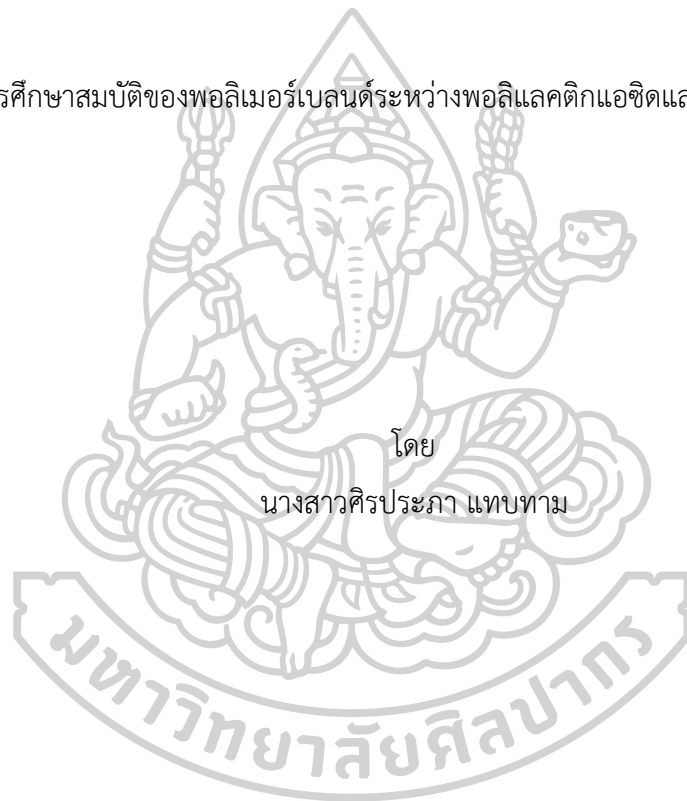 รศึกษาสมบัติของพอลิเมอร์เบลนด์ระหว่างพอลิแลคติกแอซิดแล
โดย
นางสาวศิรประภา แทบทาม
มหาวิทยาลัยศิลปากร